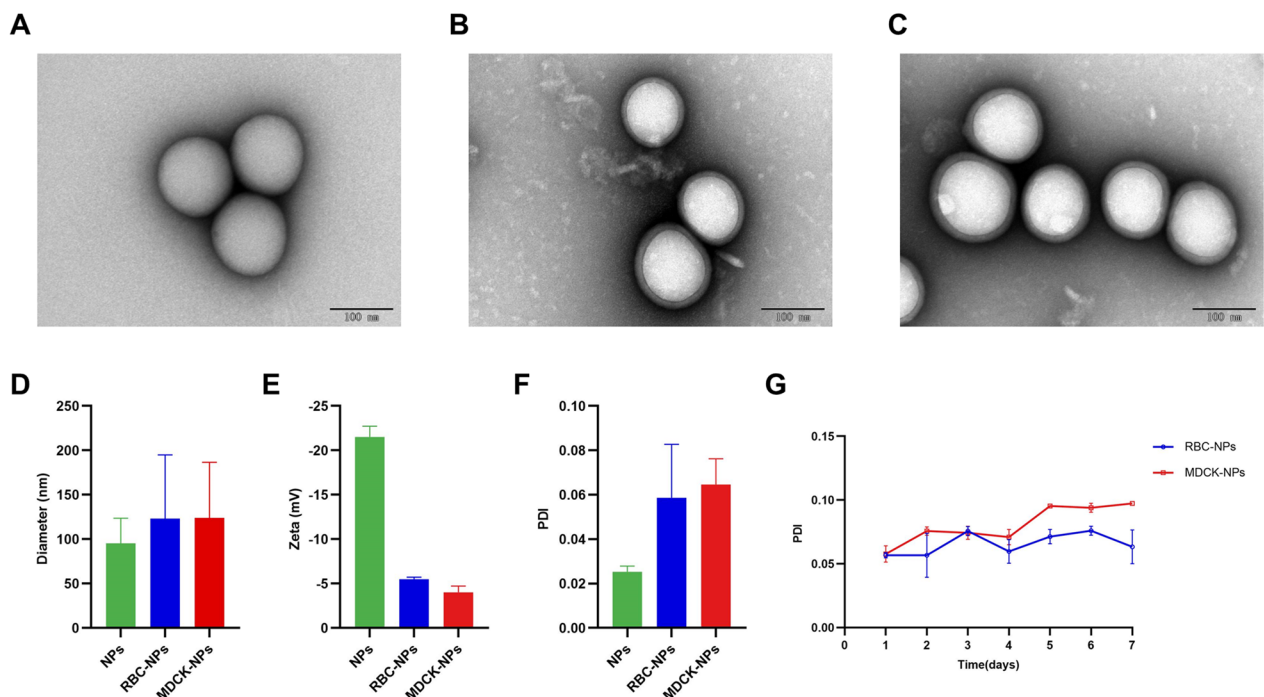 A
B
C
100 nm
100 nm
100 nm
D
Diameter (nm)
250
200
150
100
50
0
NPs
RBC-NPs
MDCK-NPs
E
Zeta (mV)
-25
-20
-15
-10
-5
0
NPs
RBC-NPs
MDCK-NPs
F
PDI
0.10
0.08
0.06
0.04
0.02
0.00
NPs
RBC-NPs
MDCK-NPs
G
PDI
0.15
0.10
0.05
0.00
0 1 2 3 4 5 6 7
Time(days)
RBC-NPs
MDCK-NPs